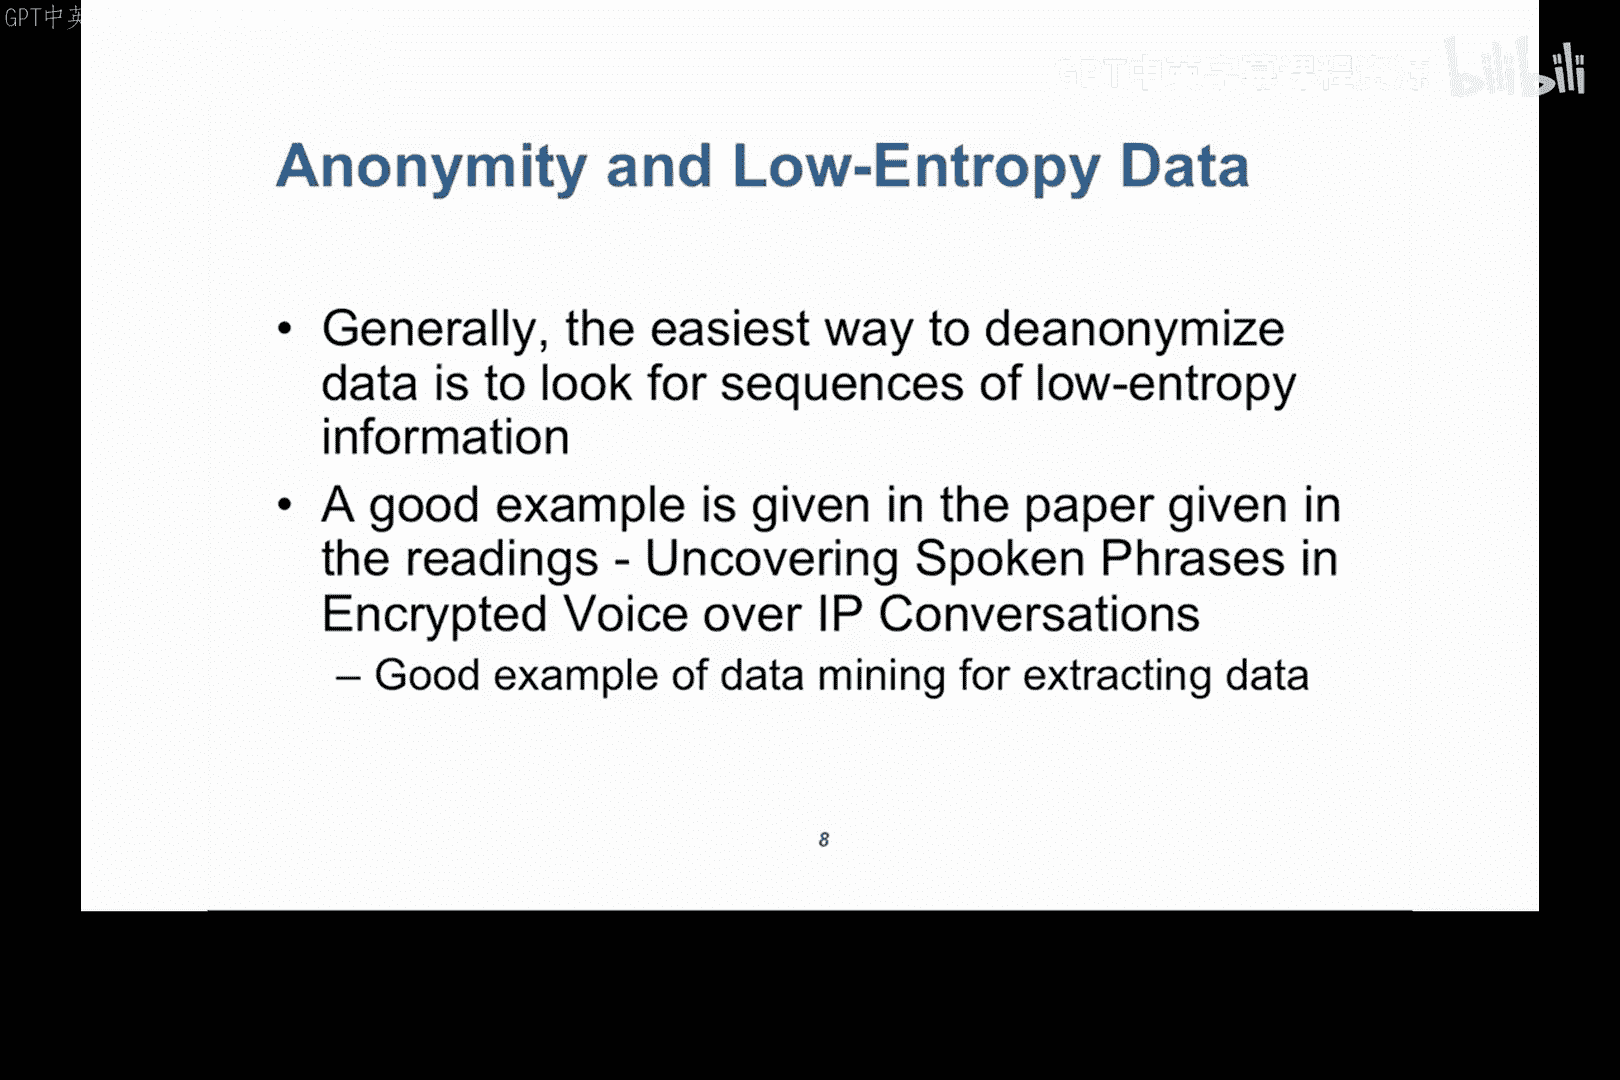 GPT中英
bilibili
Anonymity and Low-Entropy Data
• Generally, the easiest way to deanonymize
data is to look for sequences of low-entropy
information
• A good example is given in the paper given in
the readings - Uncovering Spoken Phrases in
Encrypted Voice over IP Conversations
– Good example of data mining for extracting data
8